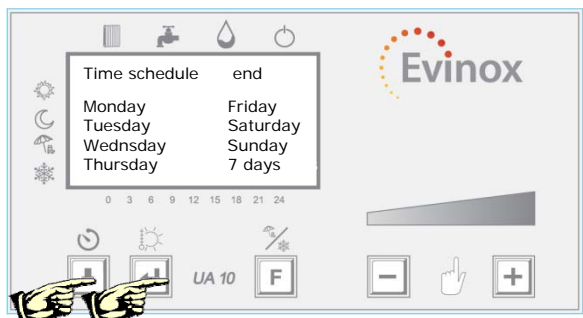 Time schedule end
Monday Friday
Tuesday Saturday
Wednsday Sunday
Thursday 7 days
Evinox
0 3 6 9 12 15 18 21 24
UA 10 F - +